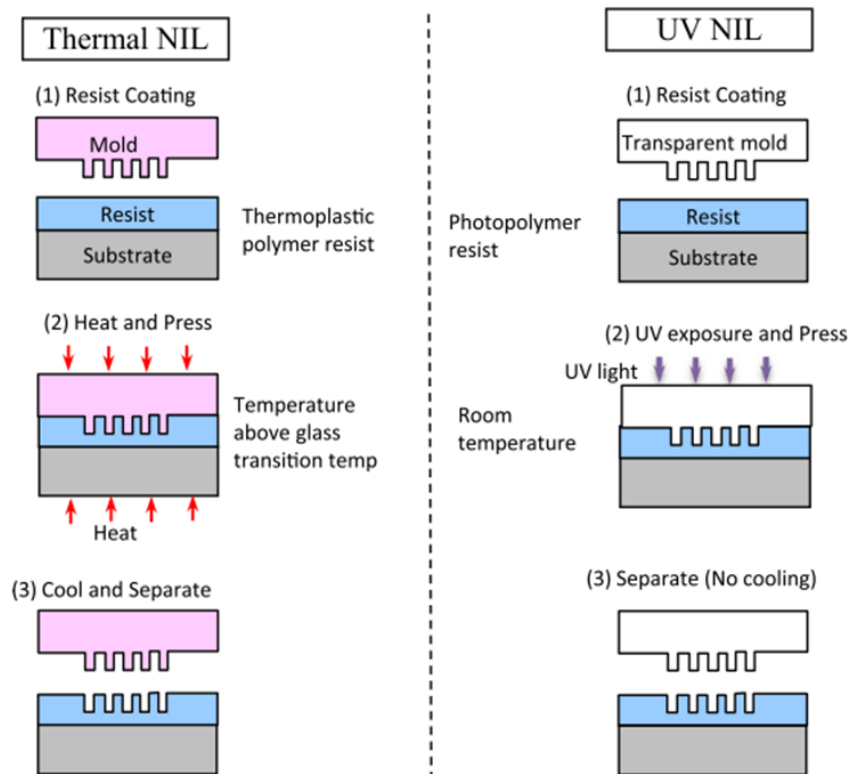 Thermal NIL
(1) Resist Coating
Mold
Resist
Substrate
Thermoplastic
polymer resist
(2) Heat and Press
Temperature
above glass
transition temp
Heat
(3) Cool and Separate
UV NIL
(1) Resist Coating
Transparent mold
Photopolymer
resist
Resist
Substrate
(2) UV exposure and Press
UV light
Room
temperature
(3) Separate (No cooling)